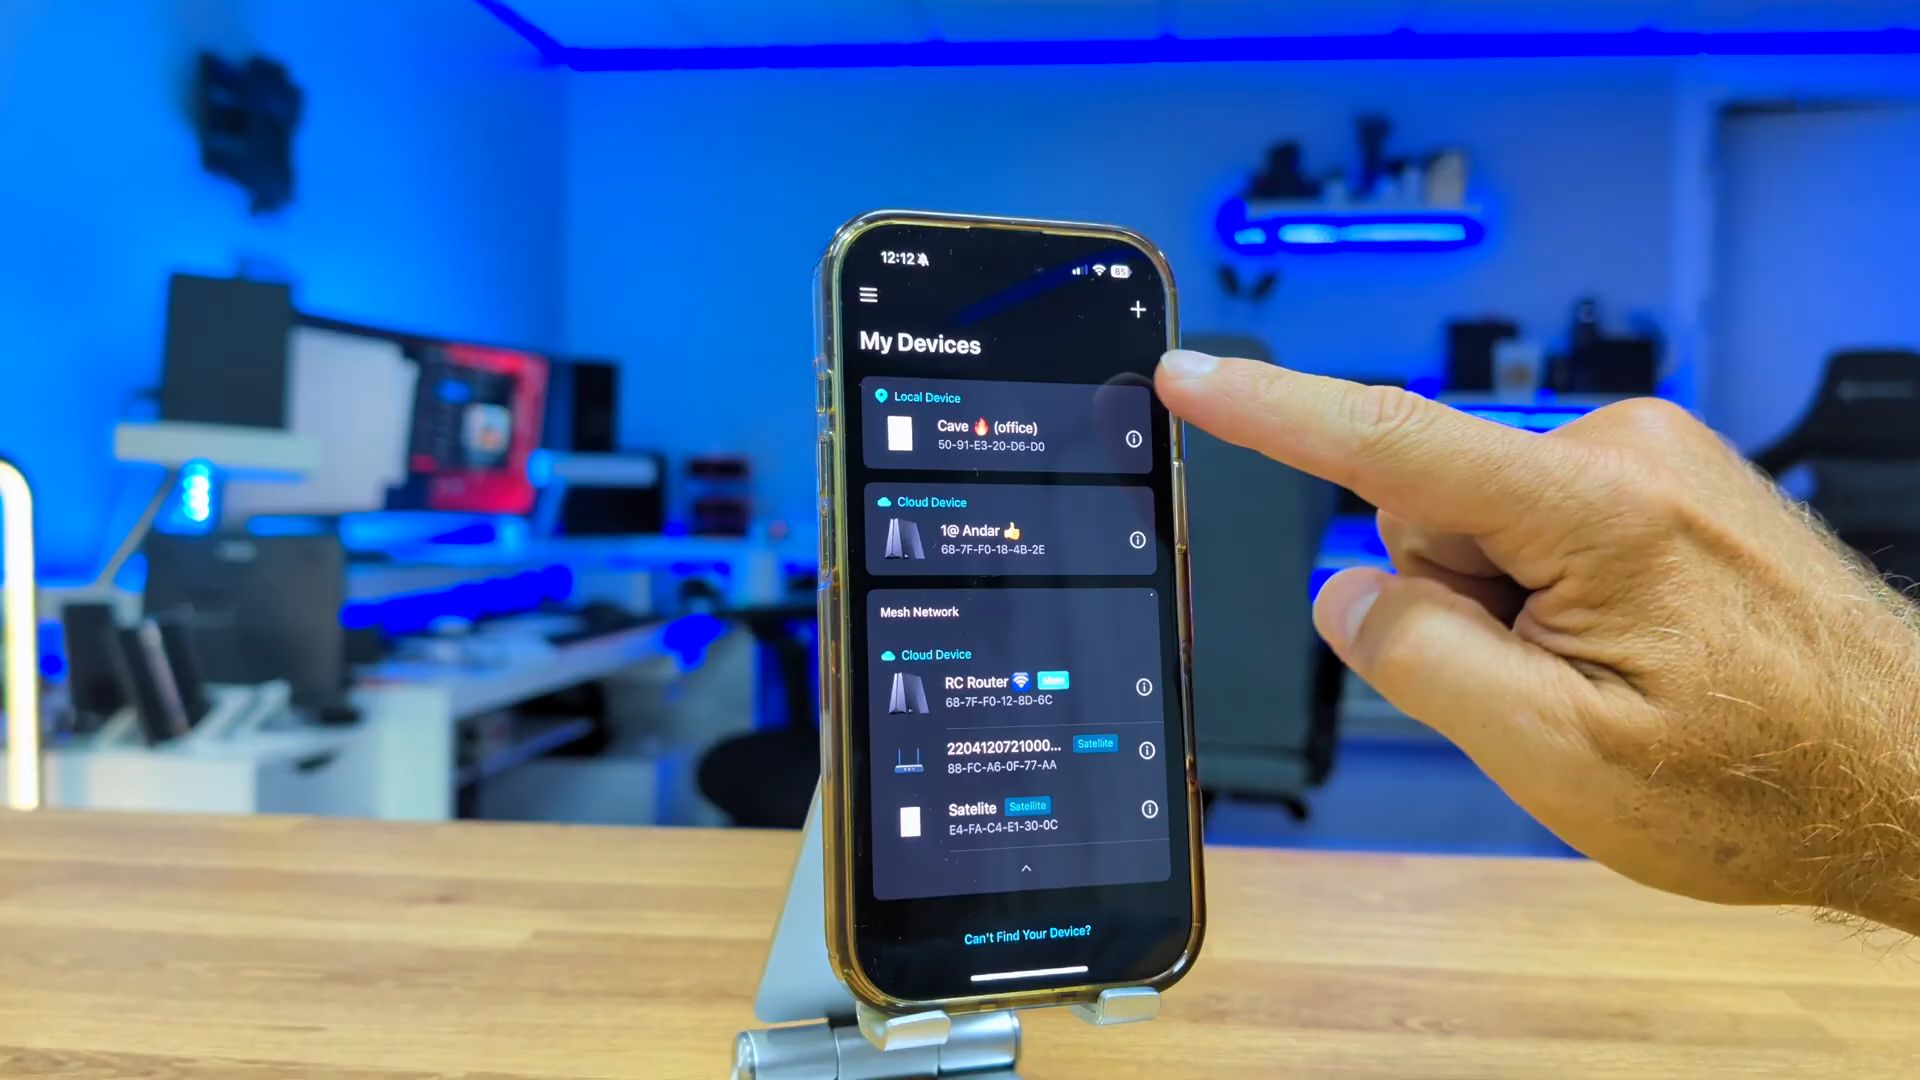 12:12
85
My Devices
Local Device
Cave 🔥 (office)
50-91-E3-20-D6-D0
Cloud Device
1@ Andar 👍
68-7F-F0-18-4B-2E
Mesh Network
Cloud Device
RC Router 🛜 Main
68-7F-F0-12-8D-6C
2204120721000... Satellite
88-FC-A6-0F-77-AA
Satelite Satellite
E4-FA-C4-E1-30-0C
Can't Find Your Device?